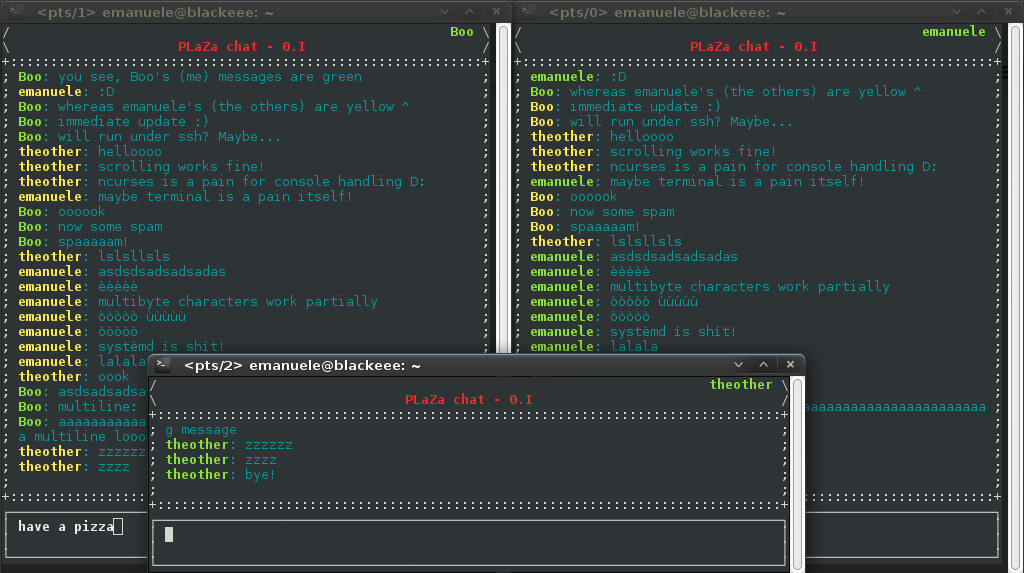 <pts/1> emanuele@blackeee: ~
Boo
PLaZa chat - 0.I
Boo: you see, Boo's (me) messages are green
emanuele: :D
Boo: whereas emanuele's (the others) are yellow ^
Boo: immediate update :)
Boo: will run under ssh? Maybe...
theother: helloooo
theother: scrolling works fine!
theother: ncurses is a pain for console handling D:
emanuele: maybe terminal is a pain itself!
Boo: oooook
Boo: now some spam
Boo: spaaaaam!
theother: lslsllsls
emanuele: asdsdsadsadsadas
emanuele: èèèèè
emanuele: multibyte characters work partially
emanuele: òòòòò ùùùùù
emanuele: òòòòò
emanuele: systèmd is shit!
emanuele: lalala
theother: oook
Boo: asdsadsadsa
Boo: multiline:
Boo: aaaaaaaaaaa
a multiline looo
theother: zzzzzz
theother: zzzz
have a pizza
<pts/0> emanuele@blackeee: ~
emanuele
PLaZa chat - 0.I
emanuele: :D
Boo: whereas emanuele's (the others) are yellow ^
Boo: immediate update :)
Boo: will run under ssh? Maybe...
theother: helloooo
theother: scrolling works fine!
theother: ncurses is a pain for console handling D:
emanuele: maybe terminal is a pain itself!
Boo: oooook
Boo: now some spam
Boo: spaaaaam!
theother: lslsllsls
emanuele: asdsdsadsadsadas
emanuele: èèèèè
emanuele: multibyte characters work partially
emanuele: òòòòò ùùùùù
emanuele: òòòòò
emanuele: systèmd is shit!
emanuele: lalala
aaaaaaaaaaaaaaaaaaaaaaa
<pts/2> emanuele@blackeee: ~
theother
PLaZa chat - 0.I
g message
theother: zzzzzz
theother: zzzz
theother: bye!